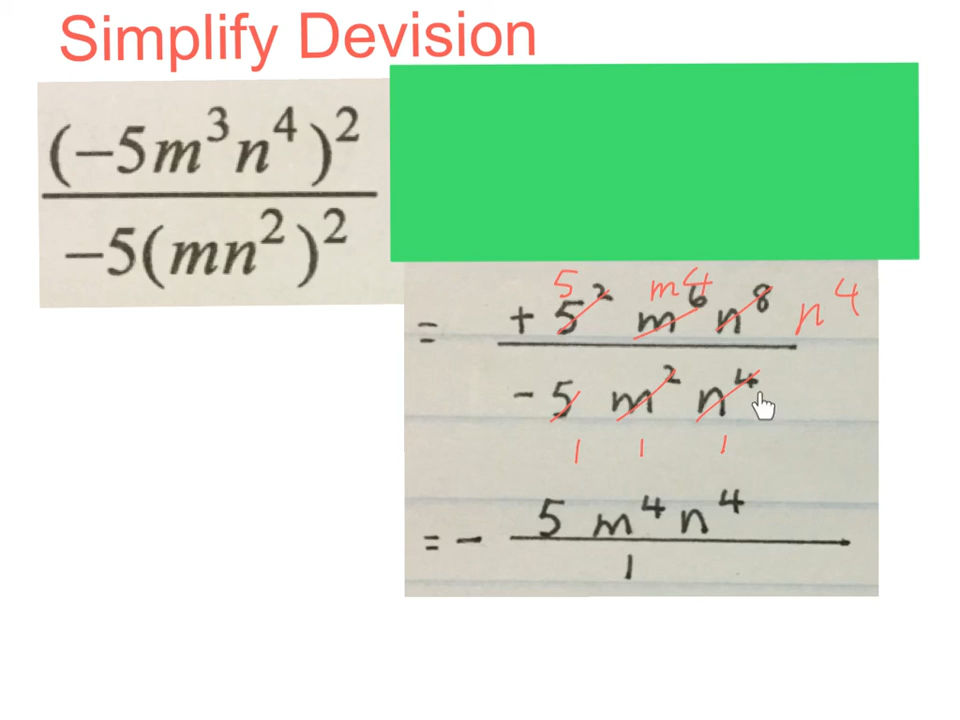 Simplify Devision
(−5m³n⁴)²
−5(mn²)²
5 m⁴
= + 5² m⁶ n⁸ n⁴
− 5 m² n⁴
1 1 1
= − 5 m⁴ n⁴
1